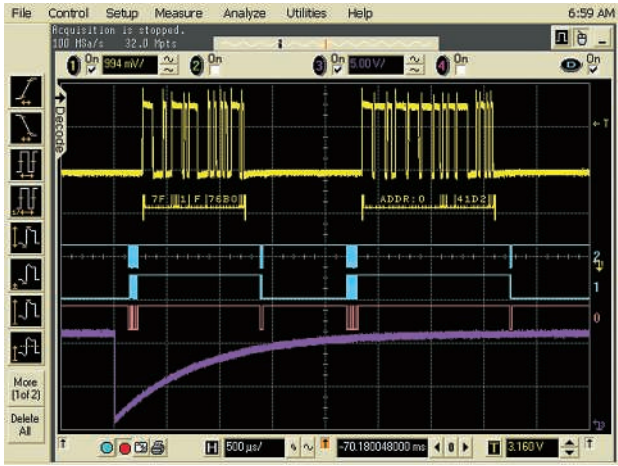 File Control Setup Measure Analyze Utilities Help 6:59 AM
Acquisition is stopped.
100 MSa/s 32.0 Mpts
1 On 994 mV/ 2 On 3 On 5.00 V/ 4 On D On
Decode
T
7F 1 F 76B0 ADDR:0 41D2
2
1
0
More
(1of 2)
Delete
All
H 500 µs/ -70.180048000 ms 0 T 3.160 V